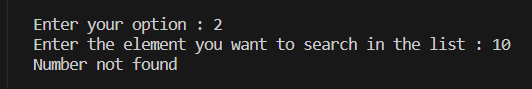 Enter your option : 2
Enter the element you want to search in the list : 10
Number not found